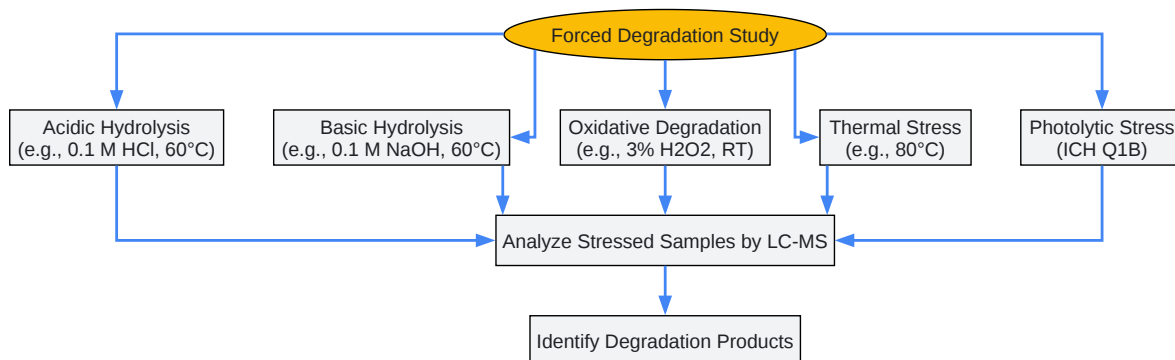 Forced Degradation Study
Acidic Hydrolysis
(e.g., 0.1 M HCl, 60°C)
Basic Hydrolysis
(e.g., 0.1 M NaOH, 60°C)
Oxidative Degradation
(e.g., 3% H2O2, RT)
Thermal Stress
(e.g., 80°C)
Photolytic Stress
(ICH Q1B)
Analyze Stressed Samples by LC-MS
Identify Degradation Products